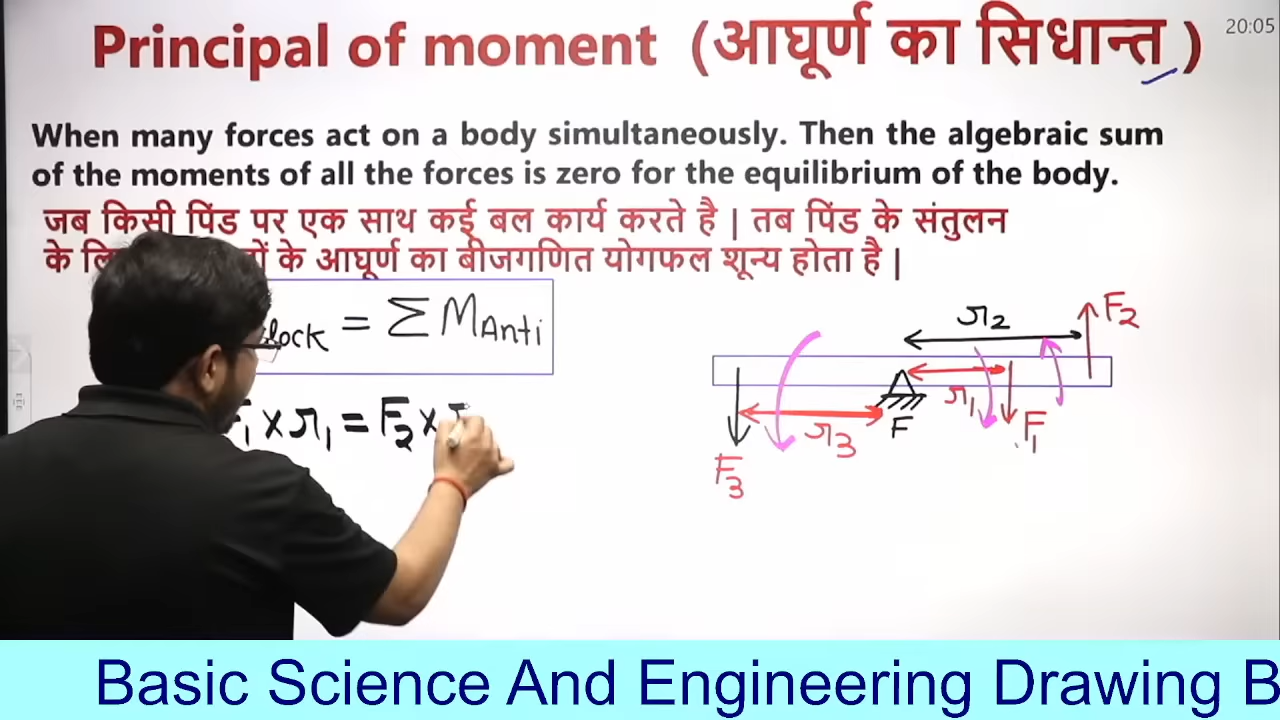 Principal of moment (आघूर्ण का सिधान्त)
20:05
When many forces act on a body simultaneously. Then the algebraic sum
of the moments of all the forces is zero for the equilibrium of the body.
जब किसी पिंड पर एक साथ कई बल कार्य करते है | तब पिंड के संतुलन
के के आघूर्ण का बीजगणित योगफल शून्य होता है |
lock = Σ M Anti
F₁ × r₁ = F₂ ×
r₂
F₂
r₁
F₁
F
r₃
F₃
Basic Science And Engineering Drawing B